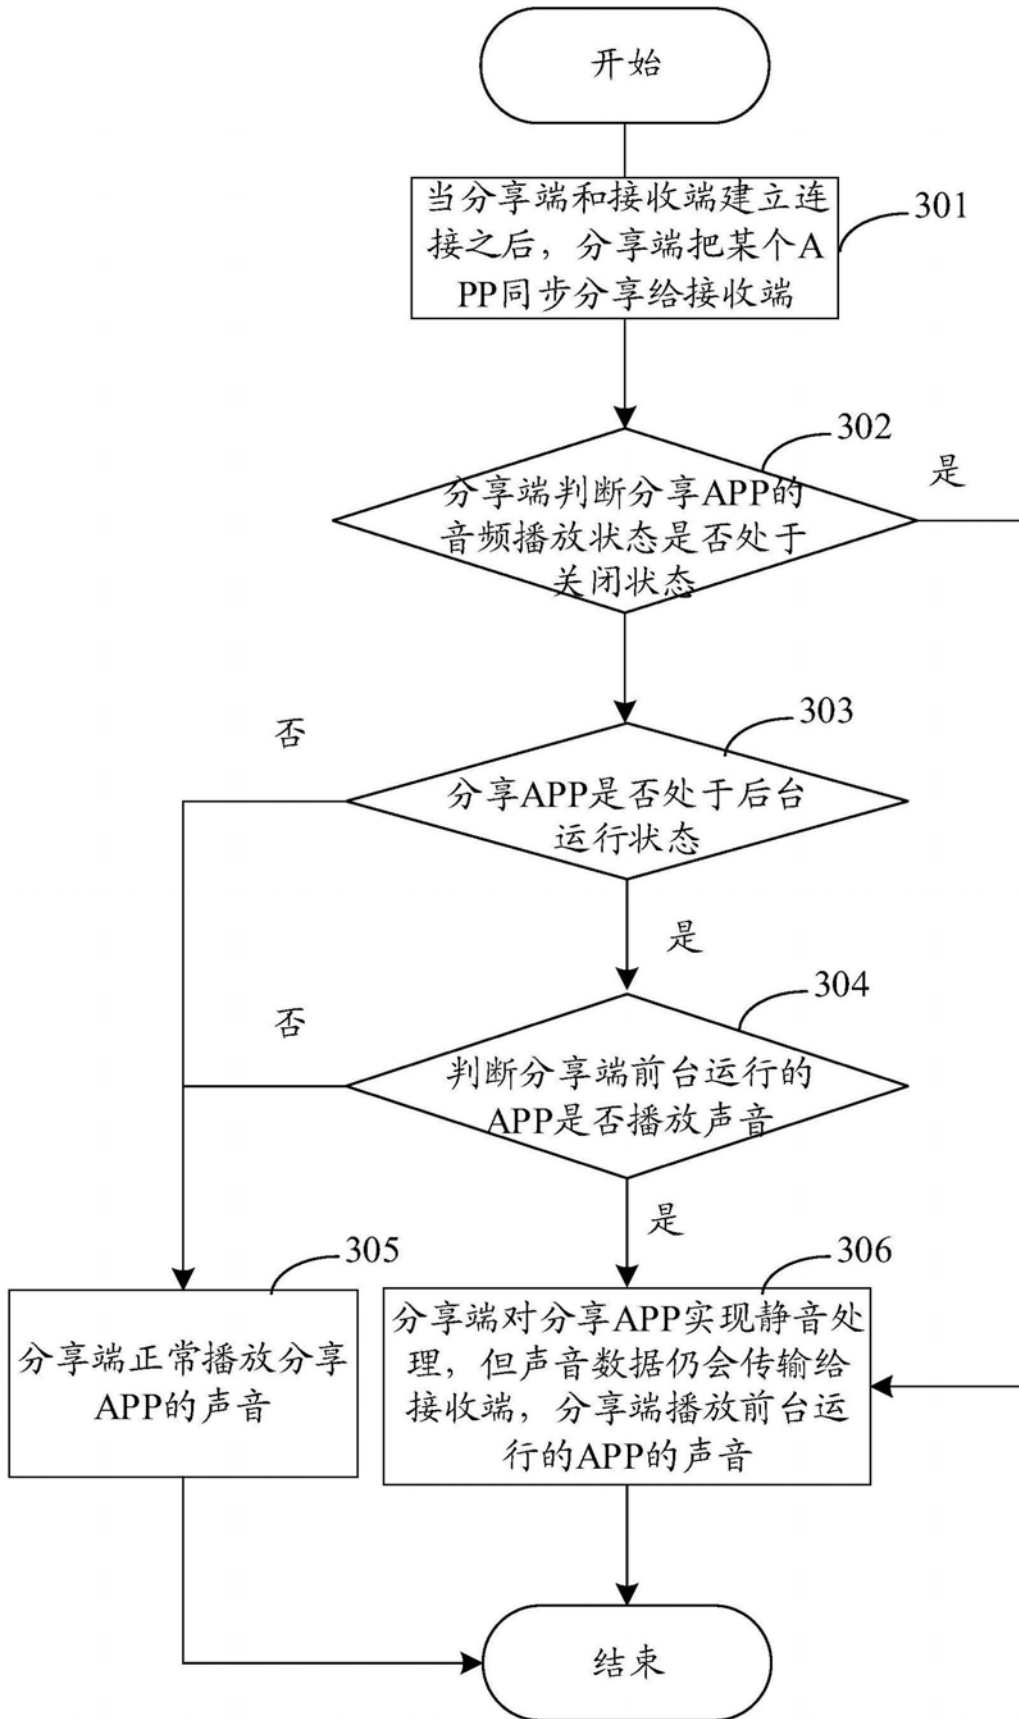 开始
当分享端和接收端建立连
接之后，分享端把某个A
PP同步分享给接收端
301
302
是
分享端判断分享APP的
音频播放状态是否处于
关闭状态
303
否
分享APP是否处于后台
运行状态
是
304
否
判断分享端前台运行的
APP是否播放声音
是
305
306
分享端正常播放分享
APP的声音
分享端对分享APP实现静音处
理，但声音数据仍会传输给
接收端，分享端播放前台运
行的APP的声音
结束